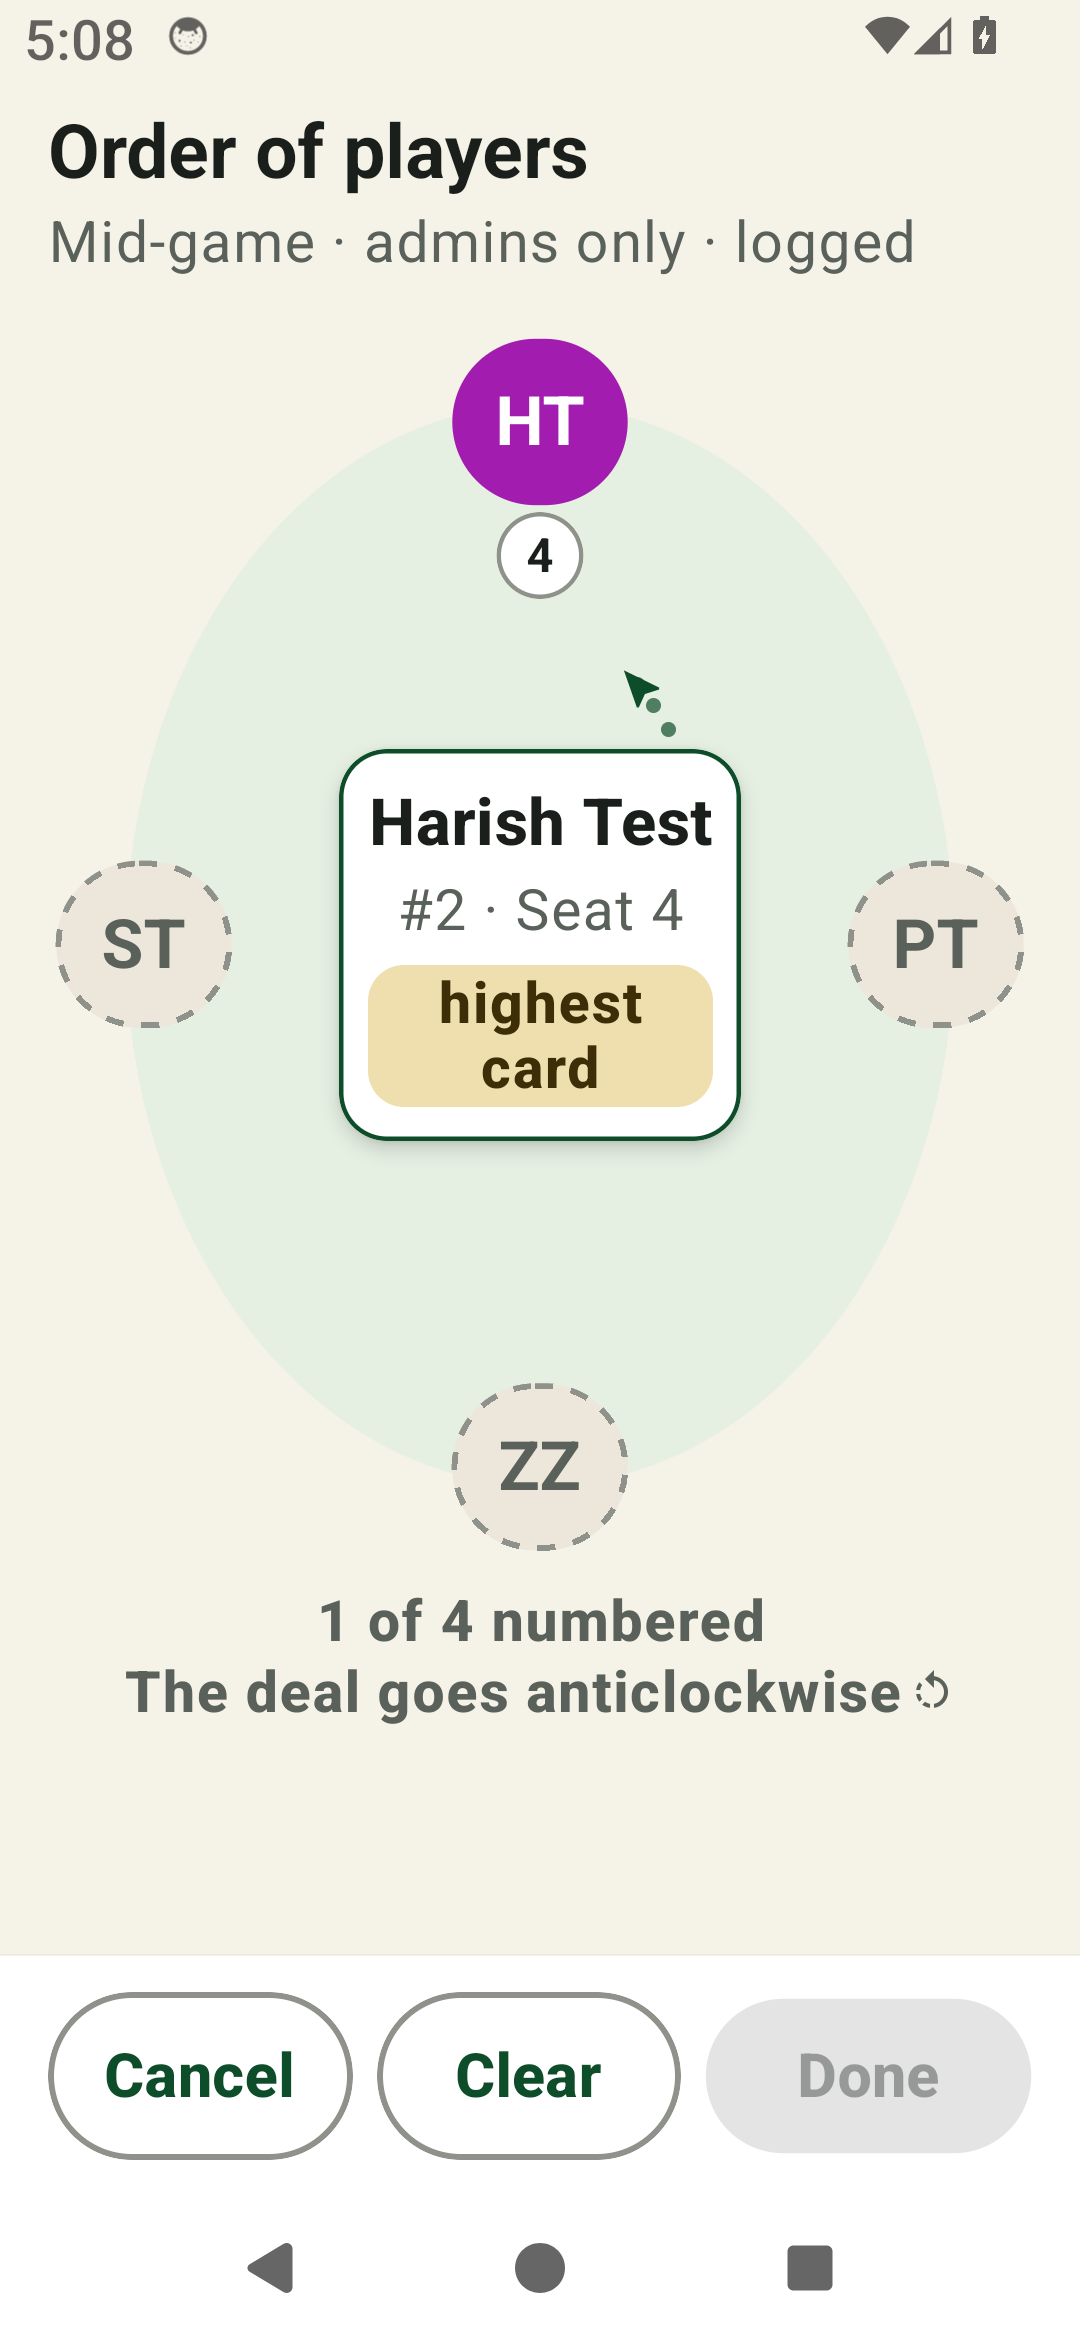 5:08
Order of players
Mid-game · admins only · logged
HT
4
Harish Test
#2 · Seat 4
highest
card
ST
PT
ZZ
1 of 4 numbered
The deal goes anticlockwise
Cancel
Clear
Done